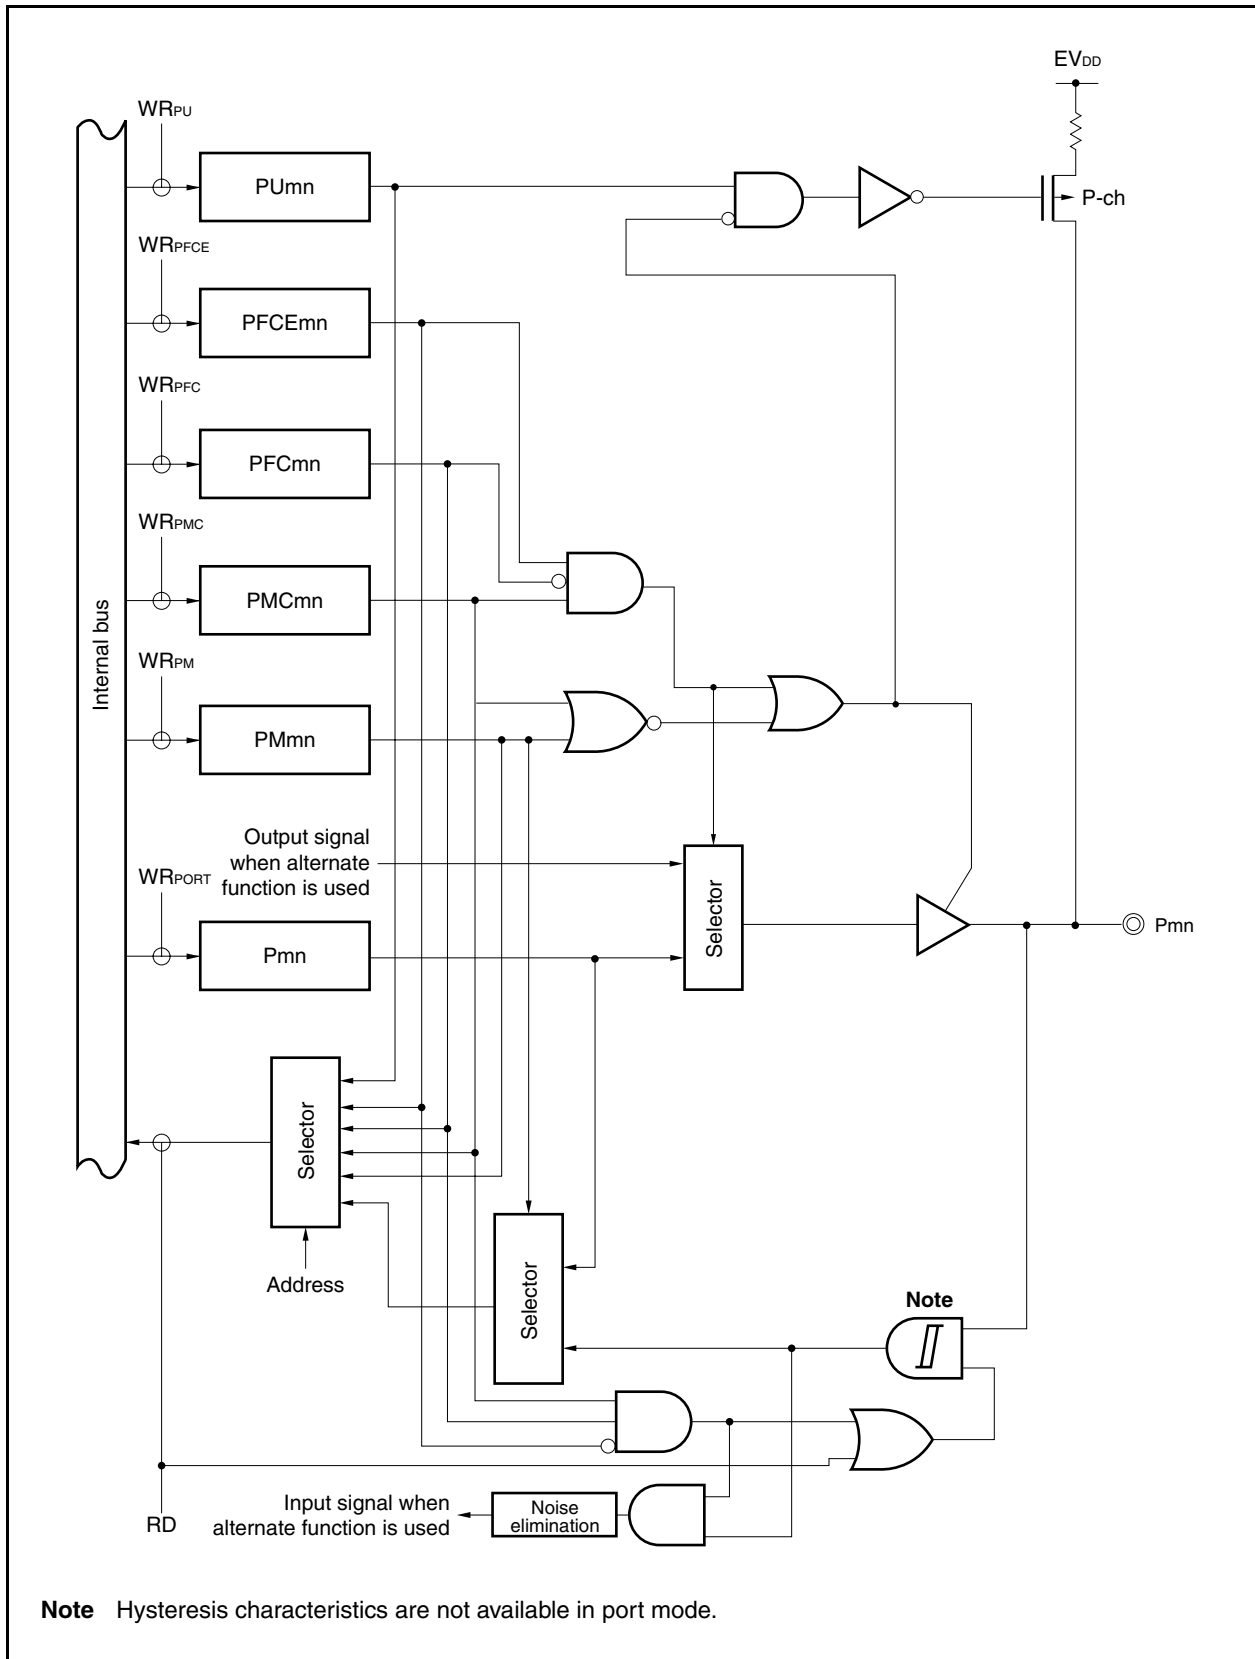 EVDD
WRPU
PUmn
P-ch
WRPFCE
PFCEmn
WRPFC
PFCmn
WRPMC
PMCmn
Internal bus
WRPM
PMmn
Output signal
when alternate
function is used
WRPORT
Pmn
Selector
Pmn
Selector
Address
Selector
Note
Input signal when
alternate function is used
Noise
elimination
RD
Note Hysteresis characteristics are not available in port mode.